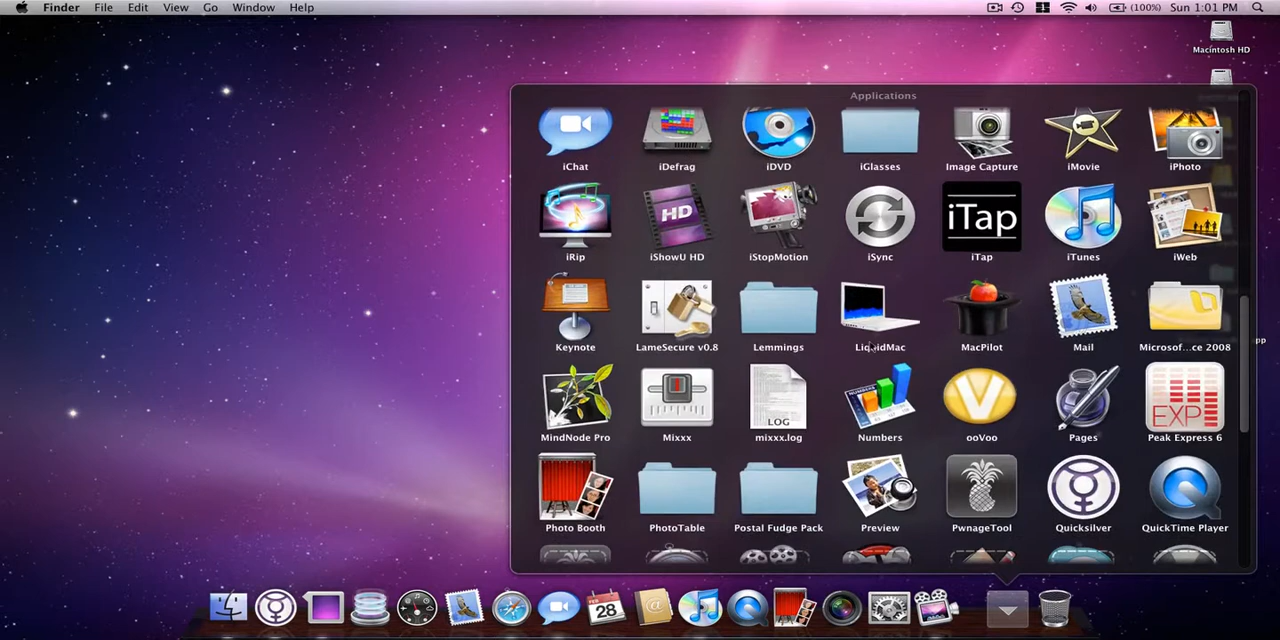 Finder File Edit View Go Window Help
(100%) Sun 1:01 PM
Macintosh HD
Applications
iChat iDefrag iDVD iGlasses Image Capture iMovie iPhoto
HD iTap
iRip iShowU HD iStopMotion iSync iTap iTunes iWeb
Keynote LameSecure v0.8 Lemmings LiquidMac MacPilot Mail Microsof...ce 2008
app
NUMBERS
LOG V EXP
MindNode Pro Mixxx mixxx.log Numbers ooVoo Pages Peak Express 6
Photo Booth PhotoTable Postal Fudge Pack Preview PwnageTool Quicksilver QuickTime Player
FEB
28
@